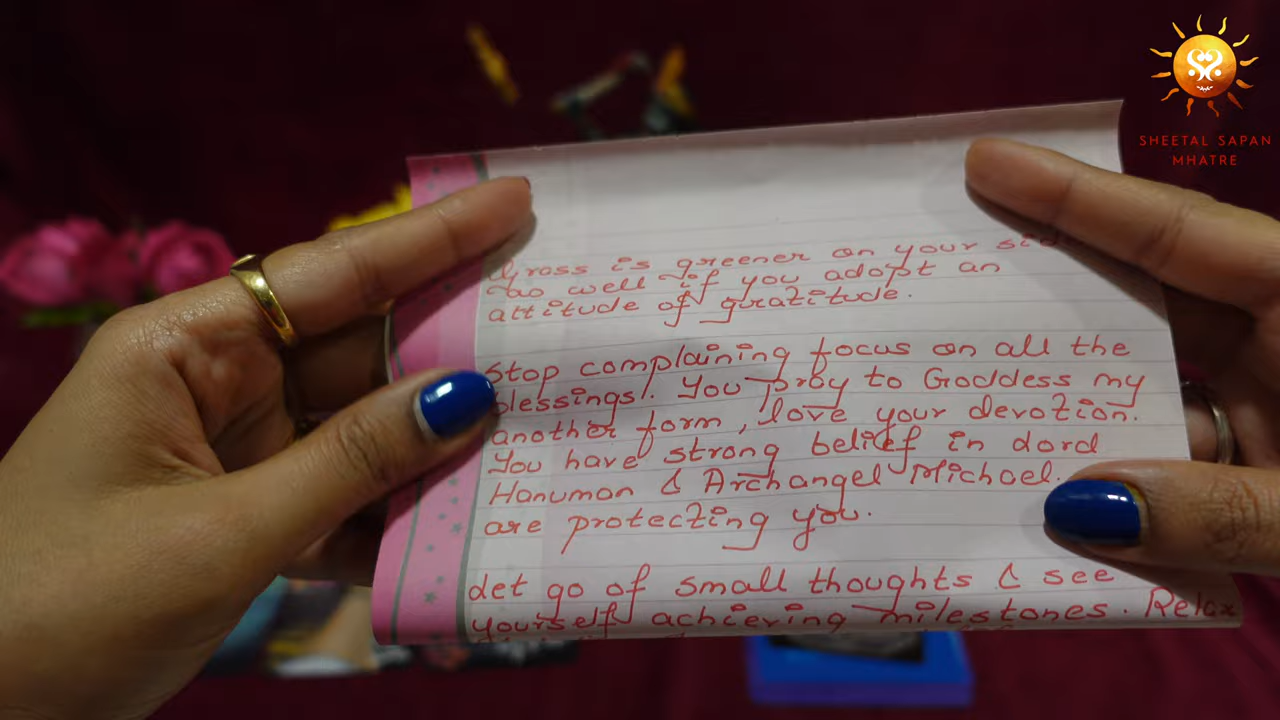 Grass is greener on your side
as well if you adopt an
attitude of gratitude.
Stop complaining focus on all the
blessings. You pray to Goddess my
another form, love your devotion.
You have strong belief in Lord
Hanuman & Archangel Michael.
are protecting you.
Let go of small thoughts & see
yourself achieving milestones. Relax
SHEETAL SAPAN
MHATRE